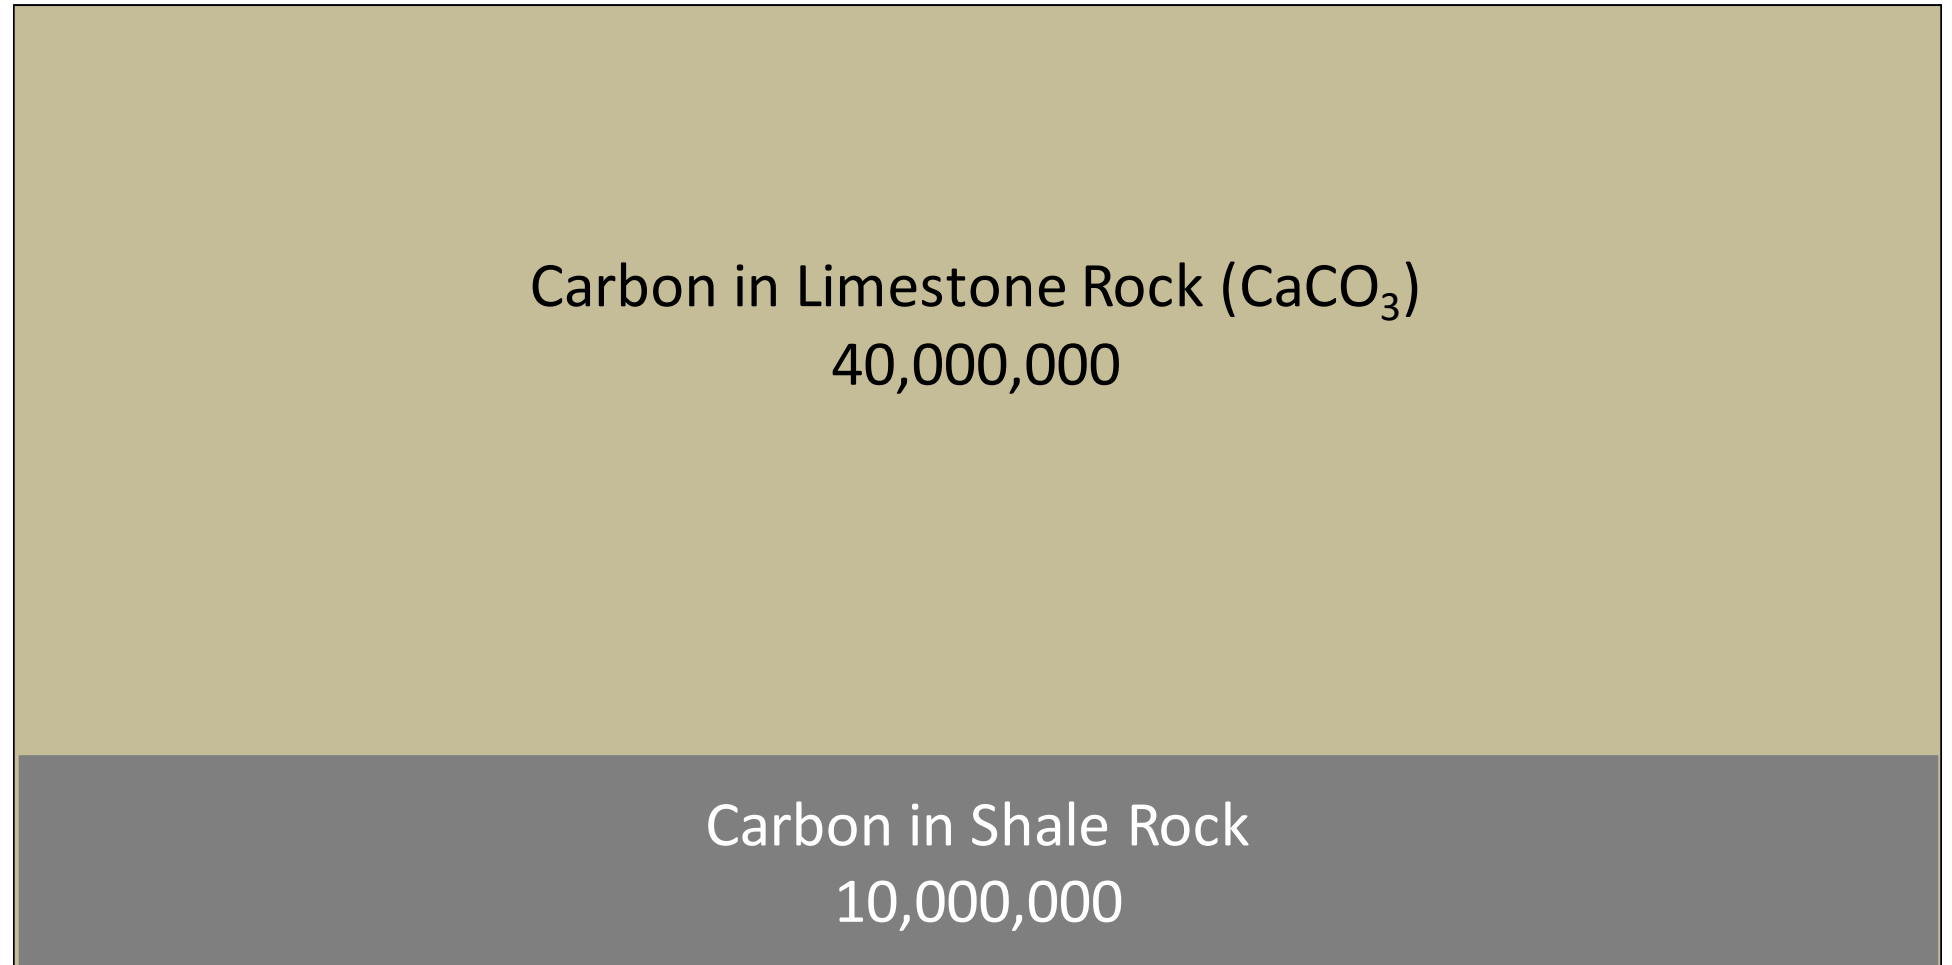 Carbon in Limestone Rock (CaCO₃)
40,000,000
Carbon in Shale Rock
10,000,000